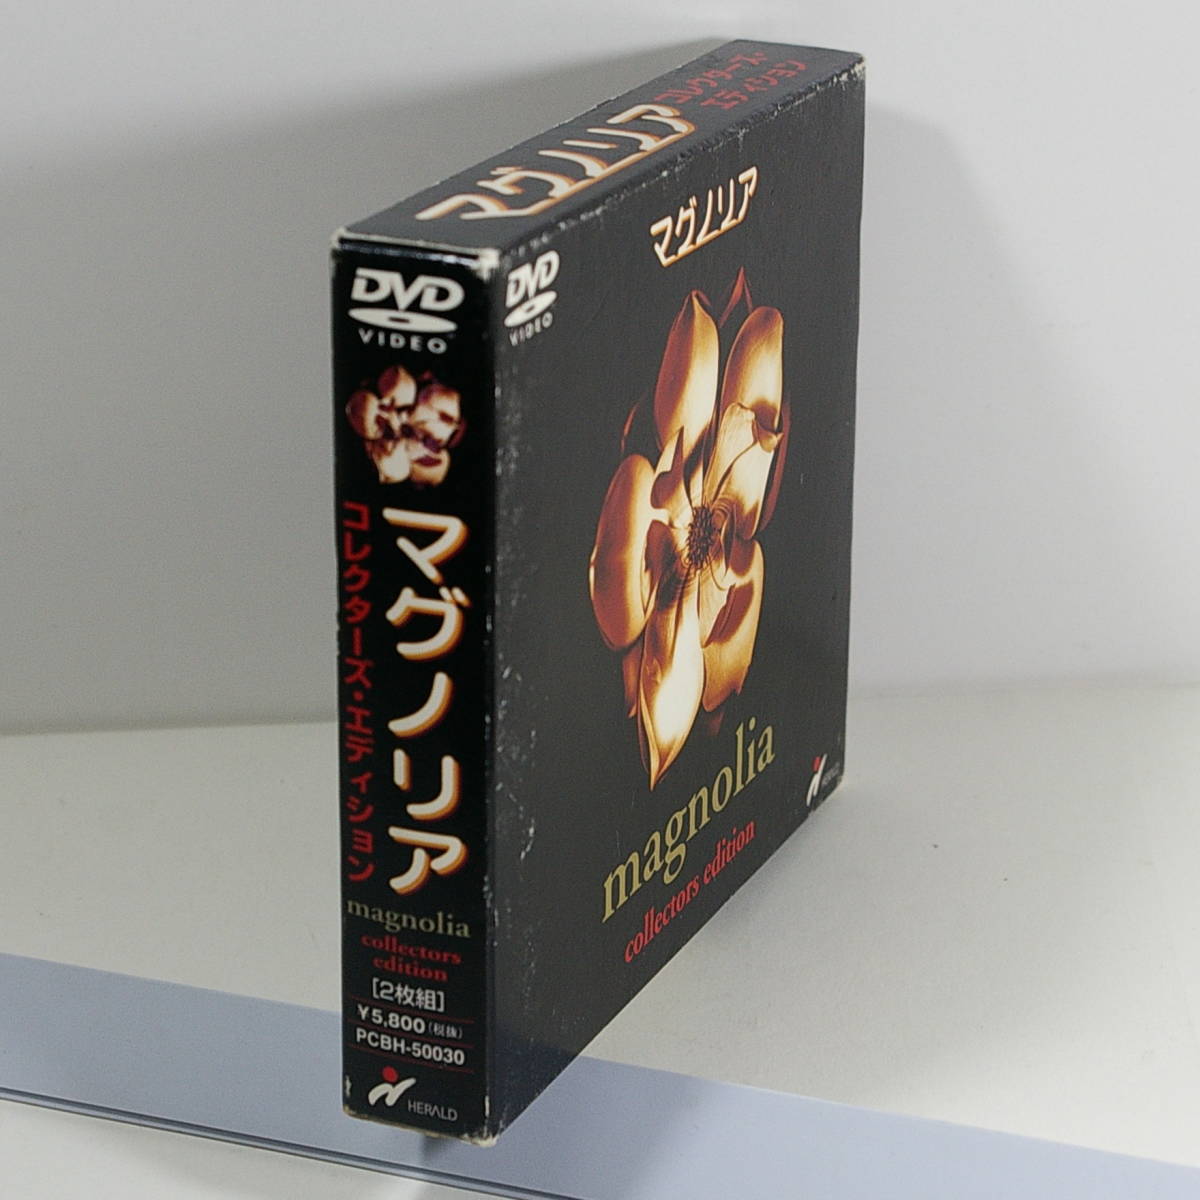 マグノリア
コレクターズ・
エディション
DVD
VIDEO
マグノリア
コレクターズ・エディション
magnolia
collectors
edition
[2枚組]
¥5,800(税抜)
PCBH-50030
HERALD
マグノリア
DVD
VIDEO
magnolia
collectors edition
HERALD